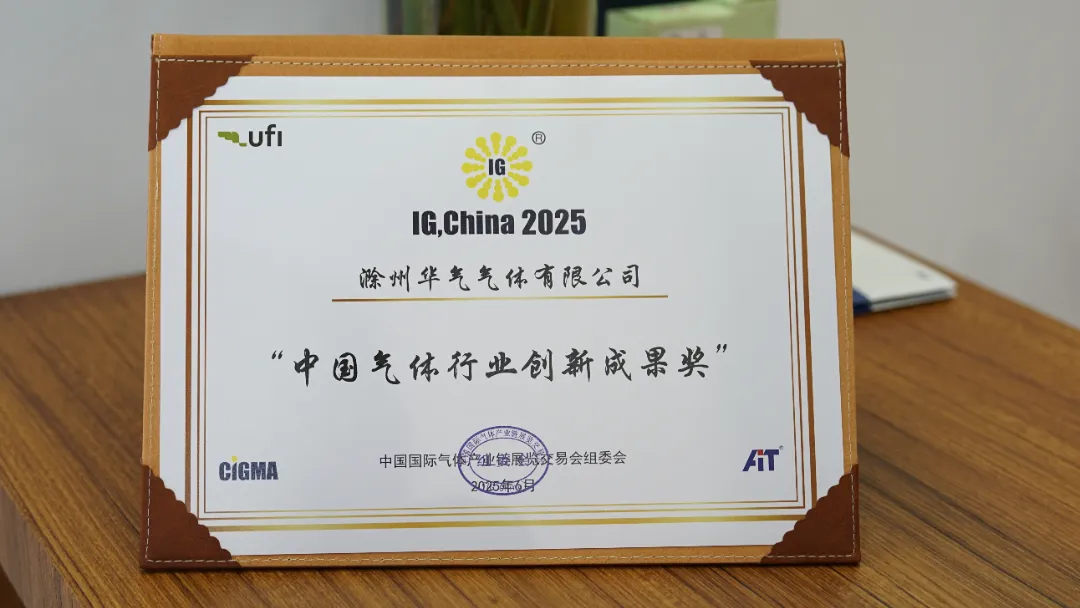 ufi
IG
®
IG,China 2025
滁州华气气体有限公司
“中国气体行业创新成果奖”
CIGMA
中国国际气体产业链展览交易会组委会
2025年6月
AIT